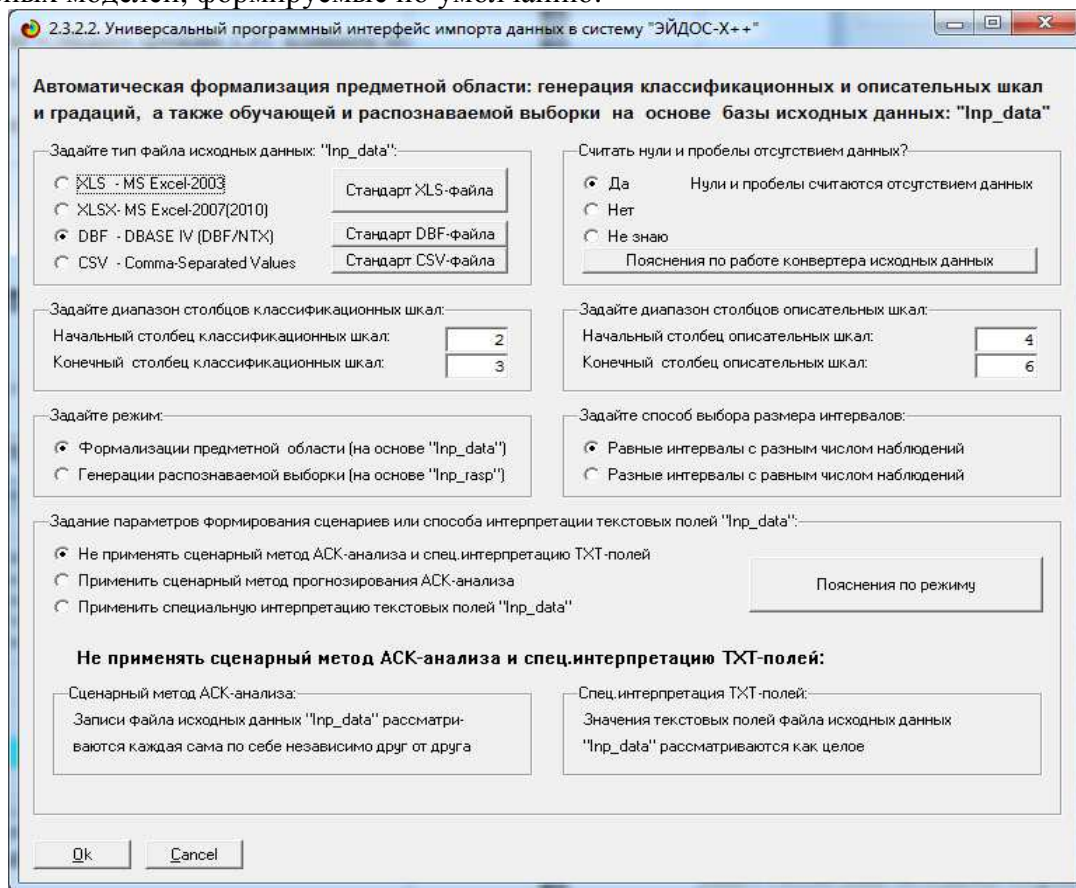 ных моделей, формируемые по умолчанию:
2.3.2.2. Универсальный программный интерфейс импорта данных в систему "ЭЙДОС-X++"
Автоматическая формализация предметной области: генерация классификационных и описательных шкал
и градаций, а также обучающей и распознаваемой выборки на основе базы исходных данных: "Inp_data"
Задайте тип файла исходных данных: "Inp_data":
XLS - MS Excel-2003
XLSX- MS Excel-2007(2010)
DBF - DBASE IV (DBF/NTX)
CSV - Comma-Separated Values
Стандарт XLS-файла
Стандарт DBF-файла
Стандарт CSV-файла
Считать нули и пробелы отсутствием данных?
Да Нули и пробелы считаются отсутствием данных
Нет
Не знаю
Пояснения по работе конвертера исходных данных
Задайте диапазон столбцов классификационных шкал:
Начальный столбец классификационных шкал: 2
Конечный столбец классификационных шкал: 3
Задайте диапазон столбцов описательных шкал:
Начальный столбец описательных шкал: 4
Конечный столбец описательных шкал: 6
Задайте режим:
Формализации предметной области (на основе "Inp_data")
Генерации распознаваемой выборки (на основе "Inp_rasp")
Задайте способ выбора размера интервалов:
Равные интервалы с разным числом наблюдений
Разные интервалы с равным числом наблюдений
Задание параметров формирования сценариев или способа интерпретации текстовых полей "Inp_data":
Не применять сценарный метод АСК-анализа и спец.интерпретацию TXT-полей
Применить сценарный метод прогнозирования АСК-анализа
Применить специальную интерпретацию текстовых полей "Inp_data"
Пояснения по режиму
Не применять сценарный метод АСК-анализа и спец.интерпретацию TXT-полей:
Сценарный метод АСК-анализа:
Записи файла исходных данных "Inp_data" рассматри-
ваются каждая сама по себе независимо друг от друга
Спец.интерпретация TXT-полей:
Значения текстовых полей файла исходных данных
"Inp_data" рассматриваются как целое
Ok
Cancel